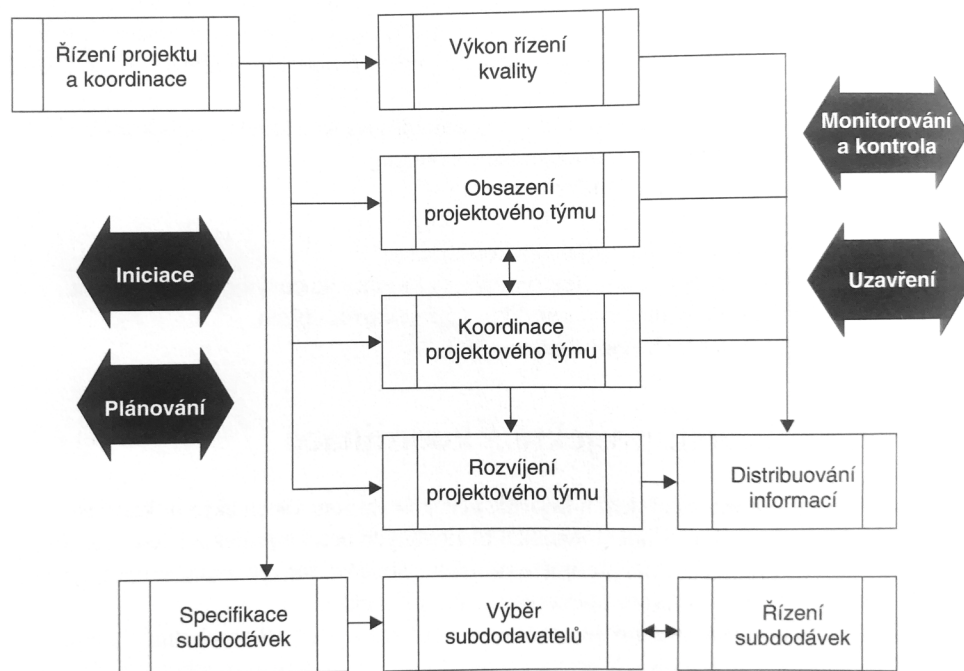 Řízení projektu
a koordinace
Výkon řízení
kvality
Monitorování
a kontrola
Obsazení
projektového týmu
Iniciace
Uzavření
Koordinace
projektového týmu
Plánování
Rozvíjení
projektového týmu
Distribuování
informací
Specifikace
subdodávek
Výběr
subdodavatelů
Řízení
subdodávek